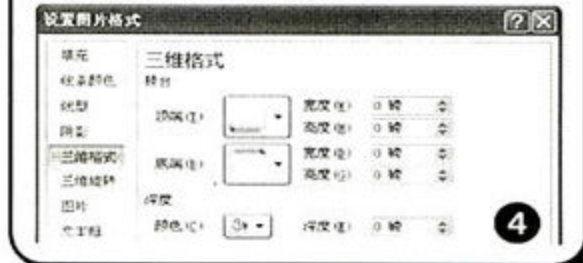 设置图片格式
填充
线条颜色
线型
阴影
三维格式
三维旋转
图片
文本框
三维格式
棱台
顶端(T) 宽度(W) 0 磅
高度(H) 0 磅
底端(B) 宽度 0 磅
高度(G) 0 磅
深度
颜色(C) 深度(E) 0 磅
4